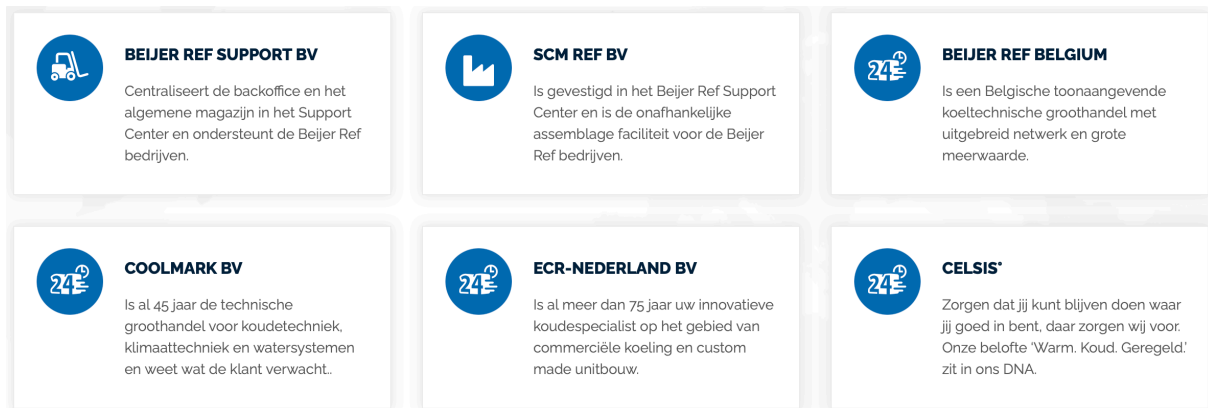 BEIJER REF SUPPORT BV
Centraliseert de backoffice en het
algemene magazijn in het Support
Center en ondersteunt de Beijer Ref
bedrijven.
SCM REF BV
Is gevestigd in het Beijer Ref Support
Center en is de onafhankelijke
assemblage faciliteit voor de Beijer
Ref bedrijven.
24
BEIJER REF BELGIUM
Is een Belgische toonaangevende
koeltechnische groothandel met
uitgebreid netwerk en grote
meerwaarde.
24
COOLMARK BV
Is al 45 jaar de technische
groothandel voor koudetechniek,
klimaattechniek en watersystemen
en weet wat de klant verwacht..
24
ECR-NEDERLAND BV
Is al meer dan 75 jaar uw innovatieve
koudespecialist op het gebied van
commerciële koeling en custom
made unitbouw.
24
CELSIS°
Zorgen dat jij kunt blijven doen waar
jij goed in bent, daar zorgen wij voor.
Onze belofte 'Warm. Koud. Geregeld.'
zit in ons DNA.